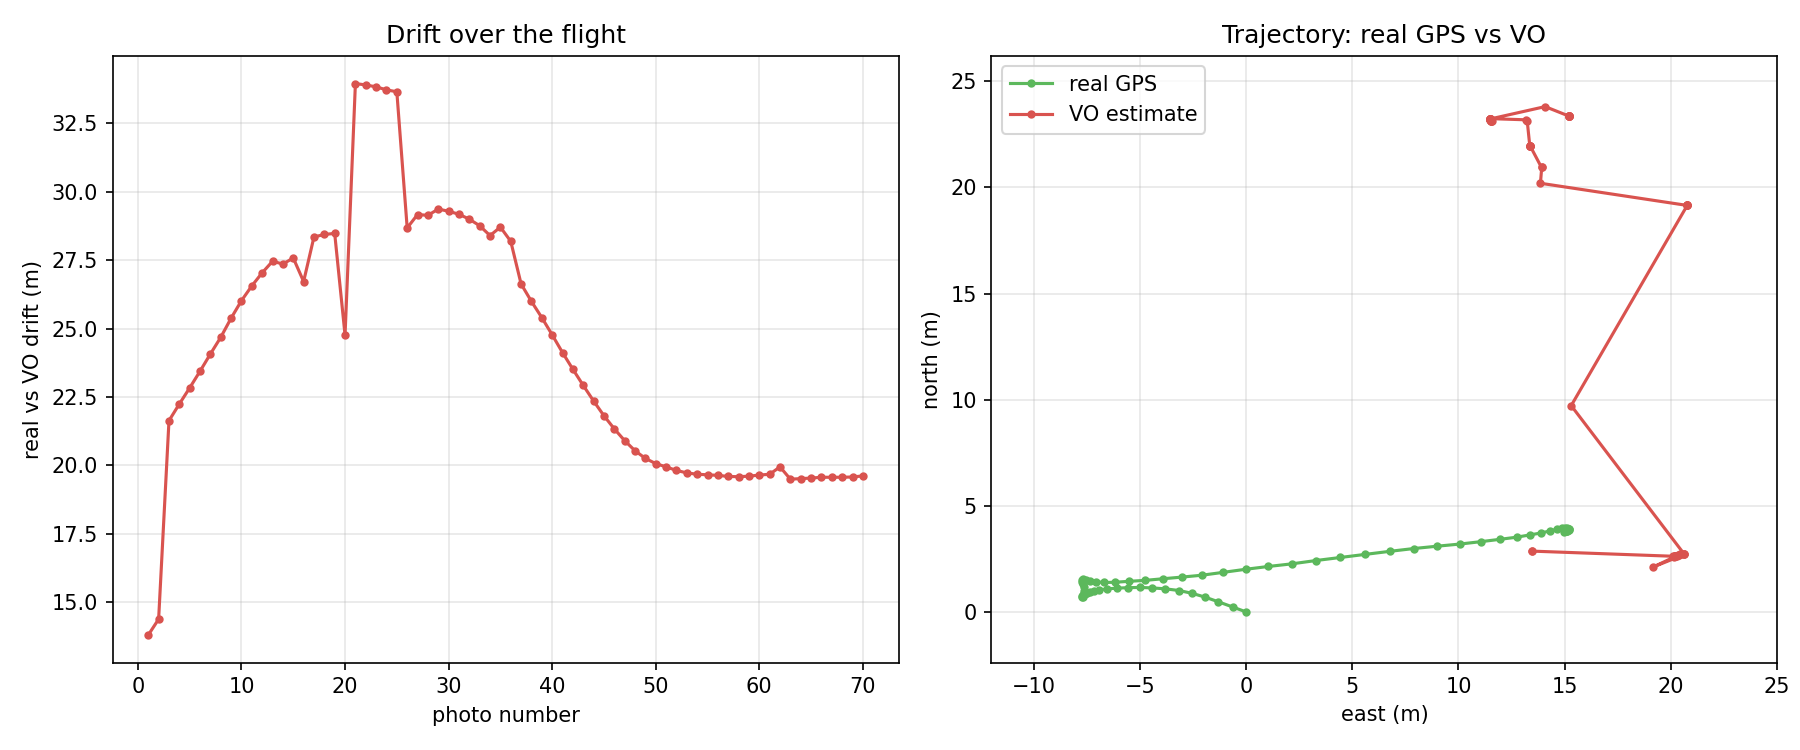 Drift over the flight
real vs VO drift (m)
32.5
30.0
27.5
25.0
22.5
20.0
17.5
15.0
0 10 20 30 40 50 60 70
photo number
Trajectory: real GPS vs VO
real GPS
VO estimate
north (m)
25
20
15
10
5
0
−10 −5 0 5 10 15 20 25
east (m)